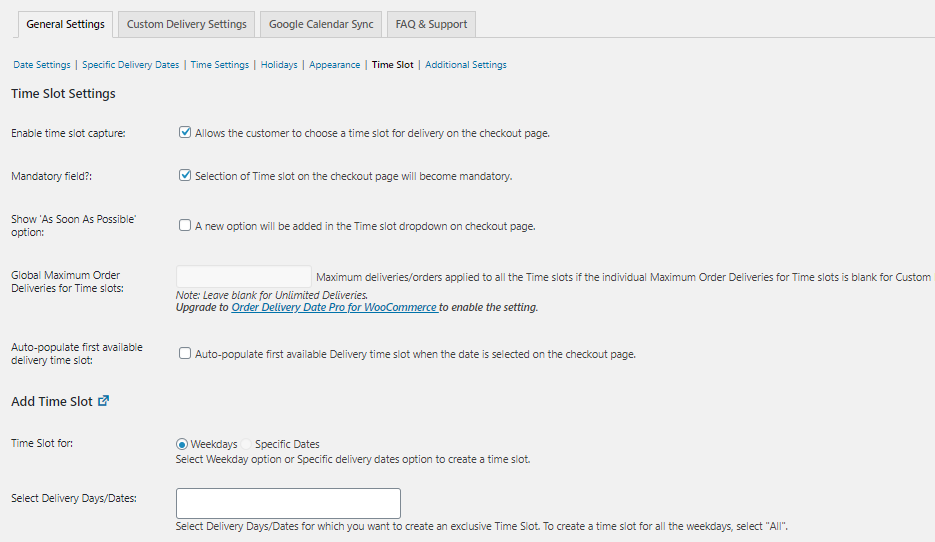 General Settings Custom Delivery Settings Google Calendar Sync FAQ & Support
Date Settings | Specific Delivery Dates | Time Settings | Holidays | Appearance | Time Slot | Additional Settings
Time Slot Settings
Enable time slot capture: Allows the customer to choose a time slot for delivery on the checkout page.
Mandatory field?: Selection of Time slot on the checkout page will become mandatory.
Show 'As Soon As Possible'
option:
A new option will be added in the Time slot dropdown on checkout page.
Global Maximum Order
Deliveries for Time slots:
Maximum deliveries/orders applied to all the Time slots if the individual Maximum Order Deliveries for Time slots is blank for Custom
Note: Leave blank for Unlimited Deliveries.
Upgrade to Order Delivery Date Pro for WooCommerce to enable the setting.
Auto-populate first available
delivery time slot:
Auto-populate first available Delivery time slot when the date is selected on the checkout page.
Add Time Slot
Time Slot for: Weekdays Specific Dates
Select Weekday option or Specific delivery dates option to create a time slot.
Select Delivery Days/Dates:
Select Delivery Days/Dates for which you want to create an exclusive Time Slot. To create a time slot for all the weekdays, select "All".